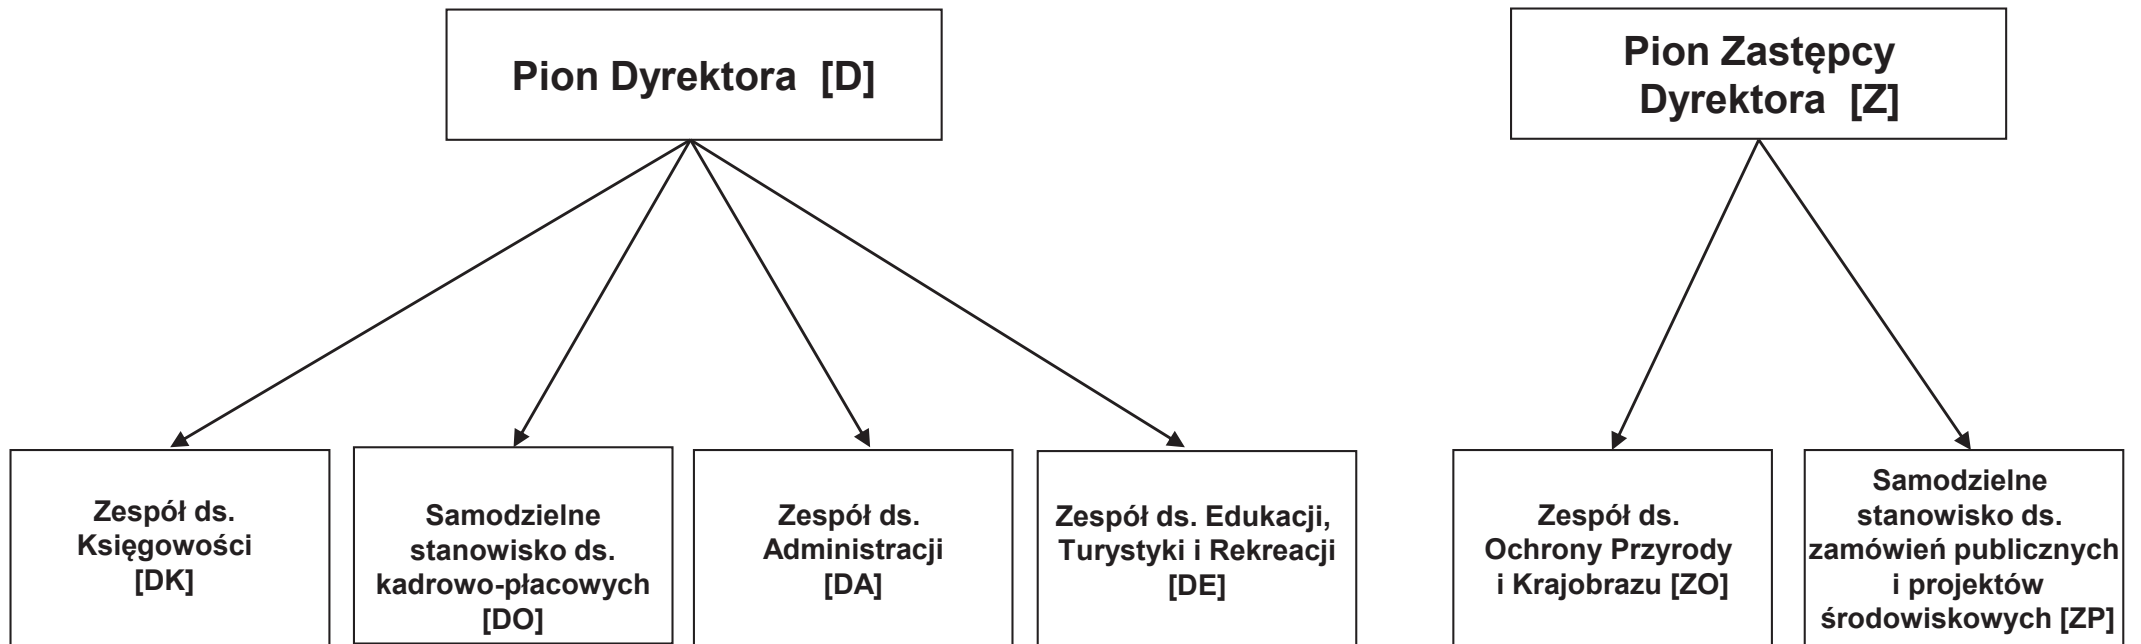 Pion Dyrektora [D]
Pion Zastępcy
Dyrektora [Z]
Zespół ds.
Księgowości
[DK]
Samodzielne
stanowisko ds.
kadrowo-płacowych
[DO]
Zespół ds.
Administracji
[DA]
Zespół ds. Edukacji,
Turystyki i Rekreacji
[DE]
Zespół ds.
Ochrony Przyrody
i Krajobrazu [ZO]
Samodzielne
stanowisko ds.
zamówień publicznych
i projektów
środowiskowych [ZP]